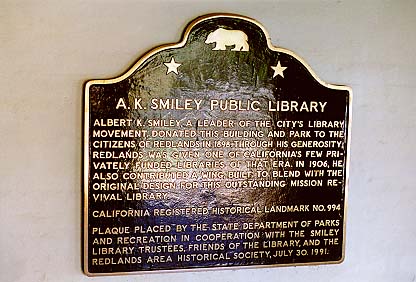 A. K. SMILEY PUBLIC LIBRARY
ALBERT K. SMILEY, A LEADER OF THE CITY'S LIBRARY
MOVEMENT, DONATED THIS BUILDING AND PARK TO THE
CITIZENS OF REDLANDS IN 1898. THROUGH HIS GENEROSITY,
REDLANDS WAS GIVEN ONE OF CALIFORNIA'S FEW PRI-
VATELY FUNDED LIBRARIES OF THAT ERA. IN 1906, HE
ALSO CONTRIBUTED A WING BUILT TO BLEND WITH THE
ORIGINAL DESIGN FOR THIS OUTSTANDING MISSION RE-
VIVAL LIBRARY.
CALIFORNIA REGISTERED HISTORICAL LANDMARK NO. 994
PLAQUE PLACED BY THE STATE DEPARTMENT OF PARKS
AND RECREATION IN COOPERATION WITH THE SMILEY
LIBRARY TRUSTEES, FRIENDS OF THE LIBRARY, AND THE
REDLANDS AREA HISTORICAL SOCIETY, JULY 30, 1991.